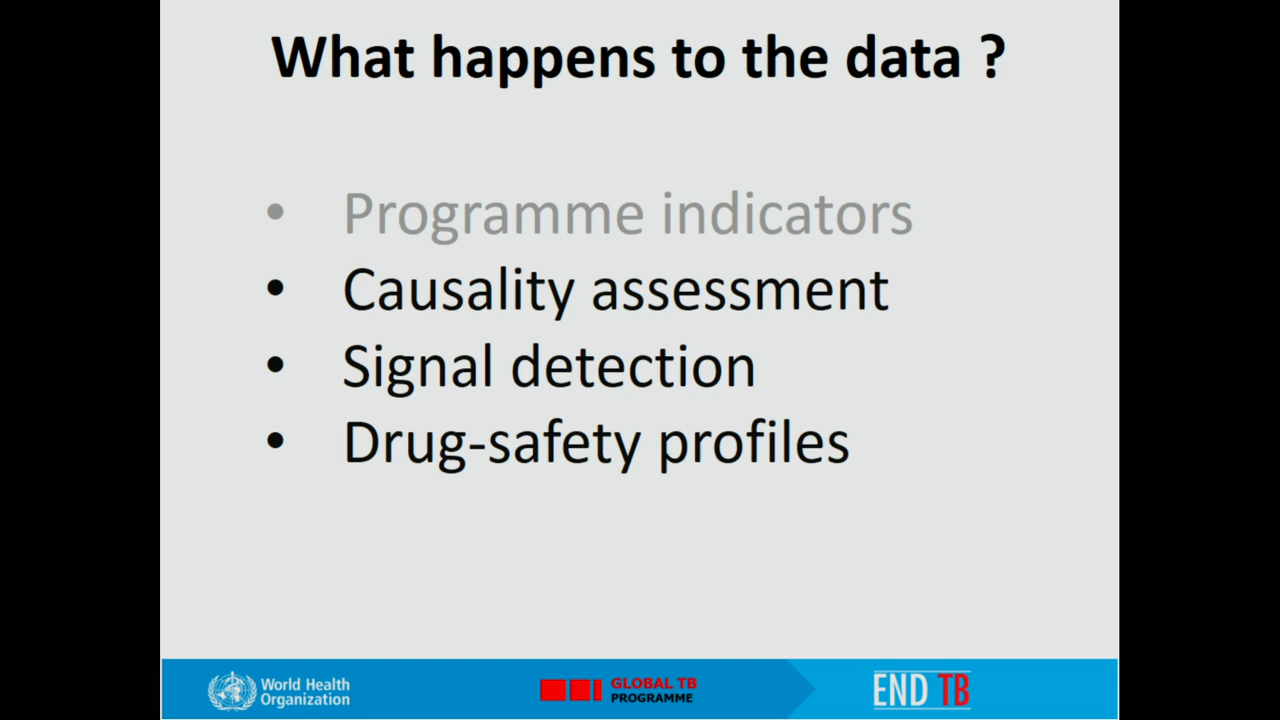 What happens to the data ?
• Programme indicators
• Causality assessment
• Signal detection
• Drug-safety profiles
World Health
Organization
GLOBAL TB
PROGRAMME
END TB